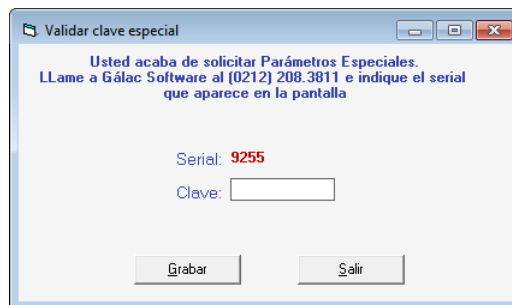 Validar clave especial
Usted acaba de solicitar Parámetros Especiales.
LLame a Gálac Software al (0212) 208.3811 e indique el serial
que aparece en la pantalla
Serial: 9255
Clave:
Grabar Salir